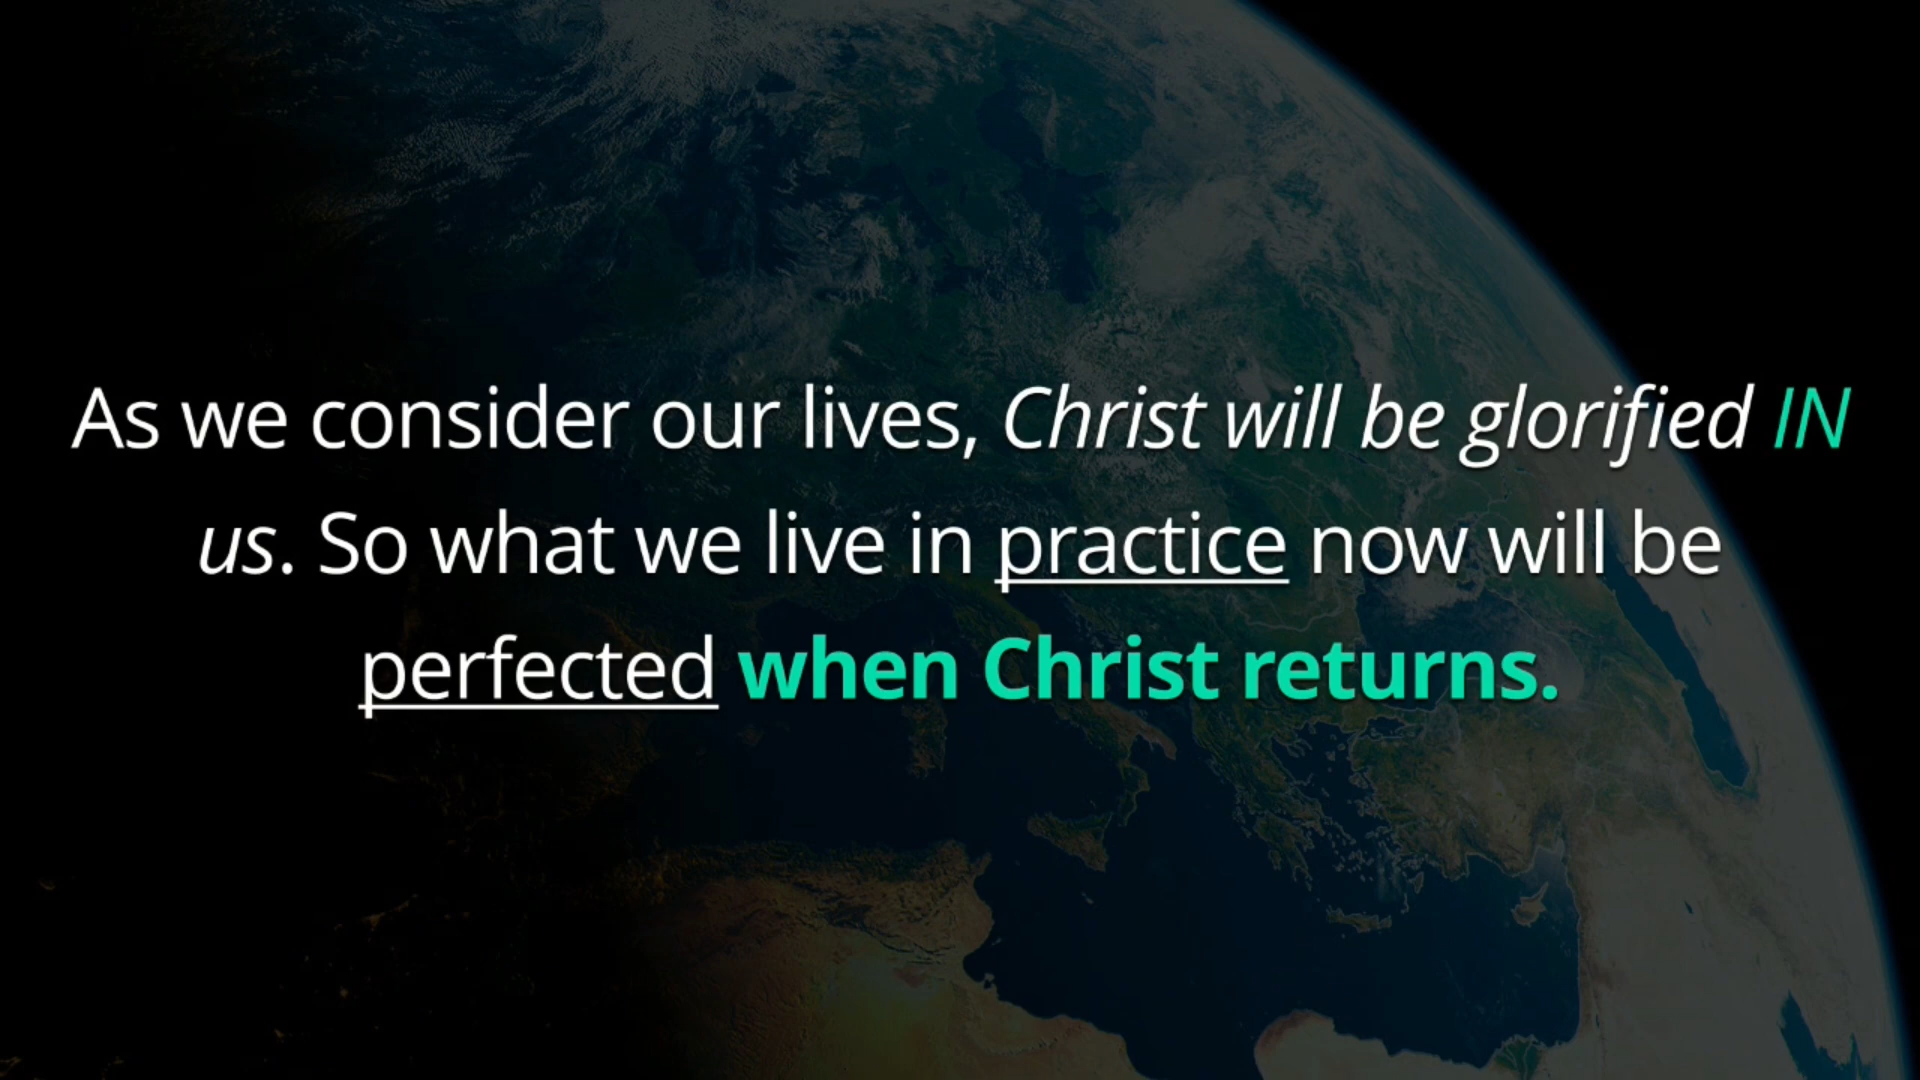 As we consider our lives, Christ will be glorified IN
us. So what we live in practice now will be
perfected when Christ returns.